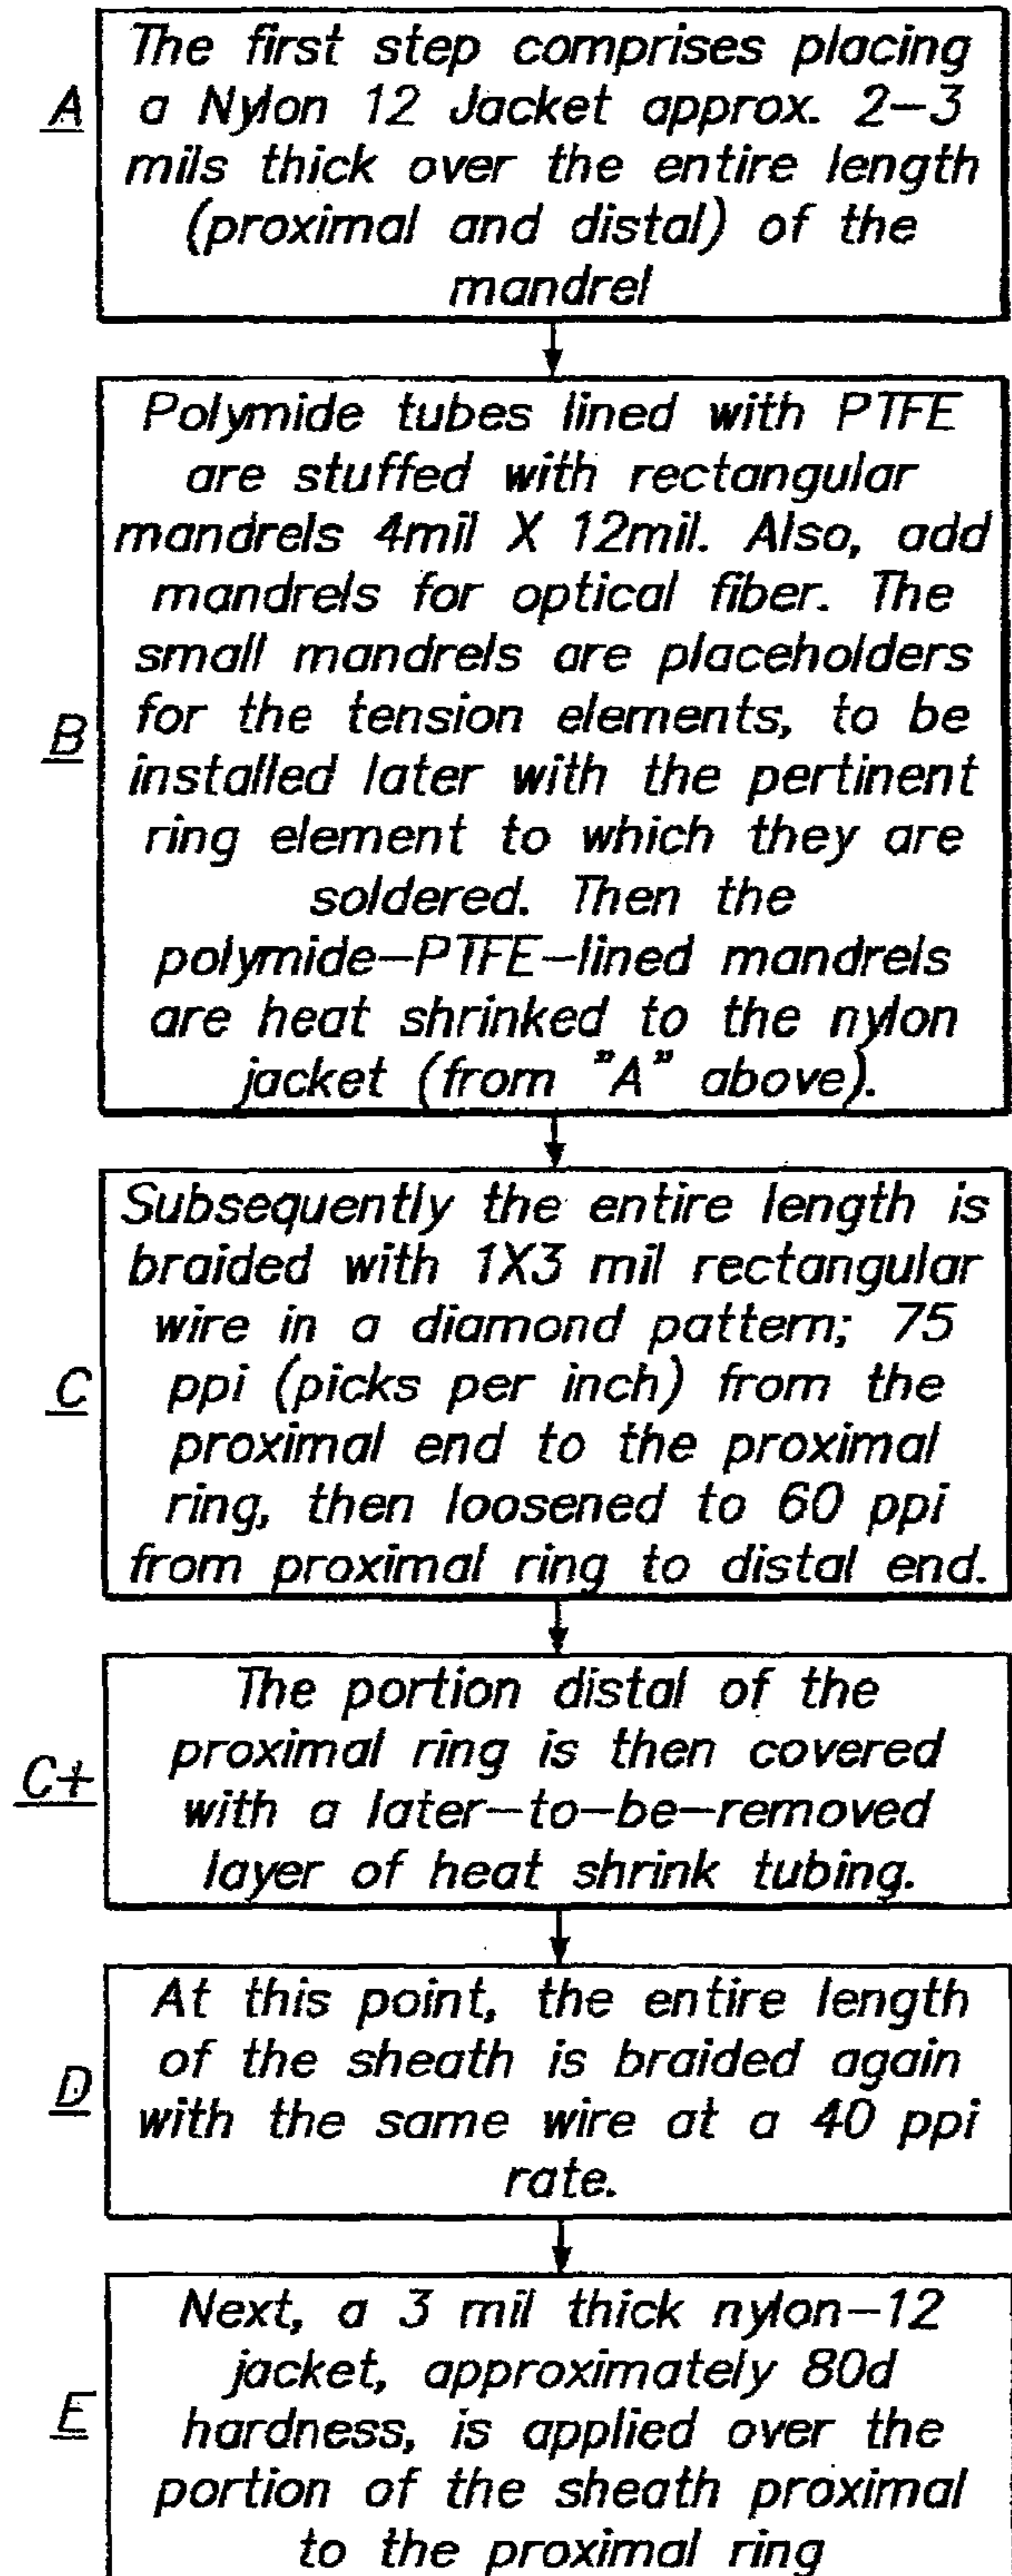 The first step comprises placing
A
a Nylon 12 Jacket approx. 2-3
mils thick over the entire length
(proximal and distal) of the
mandrel
Polymide tubes lined with PTFE
are stuffed with rectangular
mandrels 4mil X 12mil. Also, add
mandrels for optical fiber. The
small mandrels are placeholders
for the tension elements, to be
B
installed later with the pertinent
ring element to which they are
soldered. Then the
polymide-PTFE-lined mandrels
are heat shrinked to the nylon
jacket (from "A" above).
Subsequently the entire length is
braided with 1X3 mil rectangular
wire in a diamond pattern; 75
C
ppi (picks per inch) from the
proximal end to the proximal
ring, then loosened to 60 ppi
from proximal ring to distal end.
The portion distal of the
proximal ring is then covered
C+
with a later-to-be-removed
layer of heat shrink tubing.
At this point, the entire length
of the sheath is braided again
D
with the same wire at a 40 ppi
rate.
Next, a 3 mil thick nylon-12
jacket, approximately 80d
E
hardness, is applied over the
portion of the sheath proximal
to the proximal ring